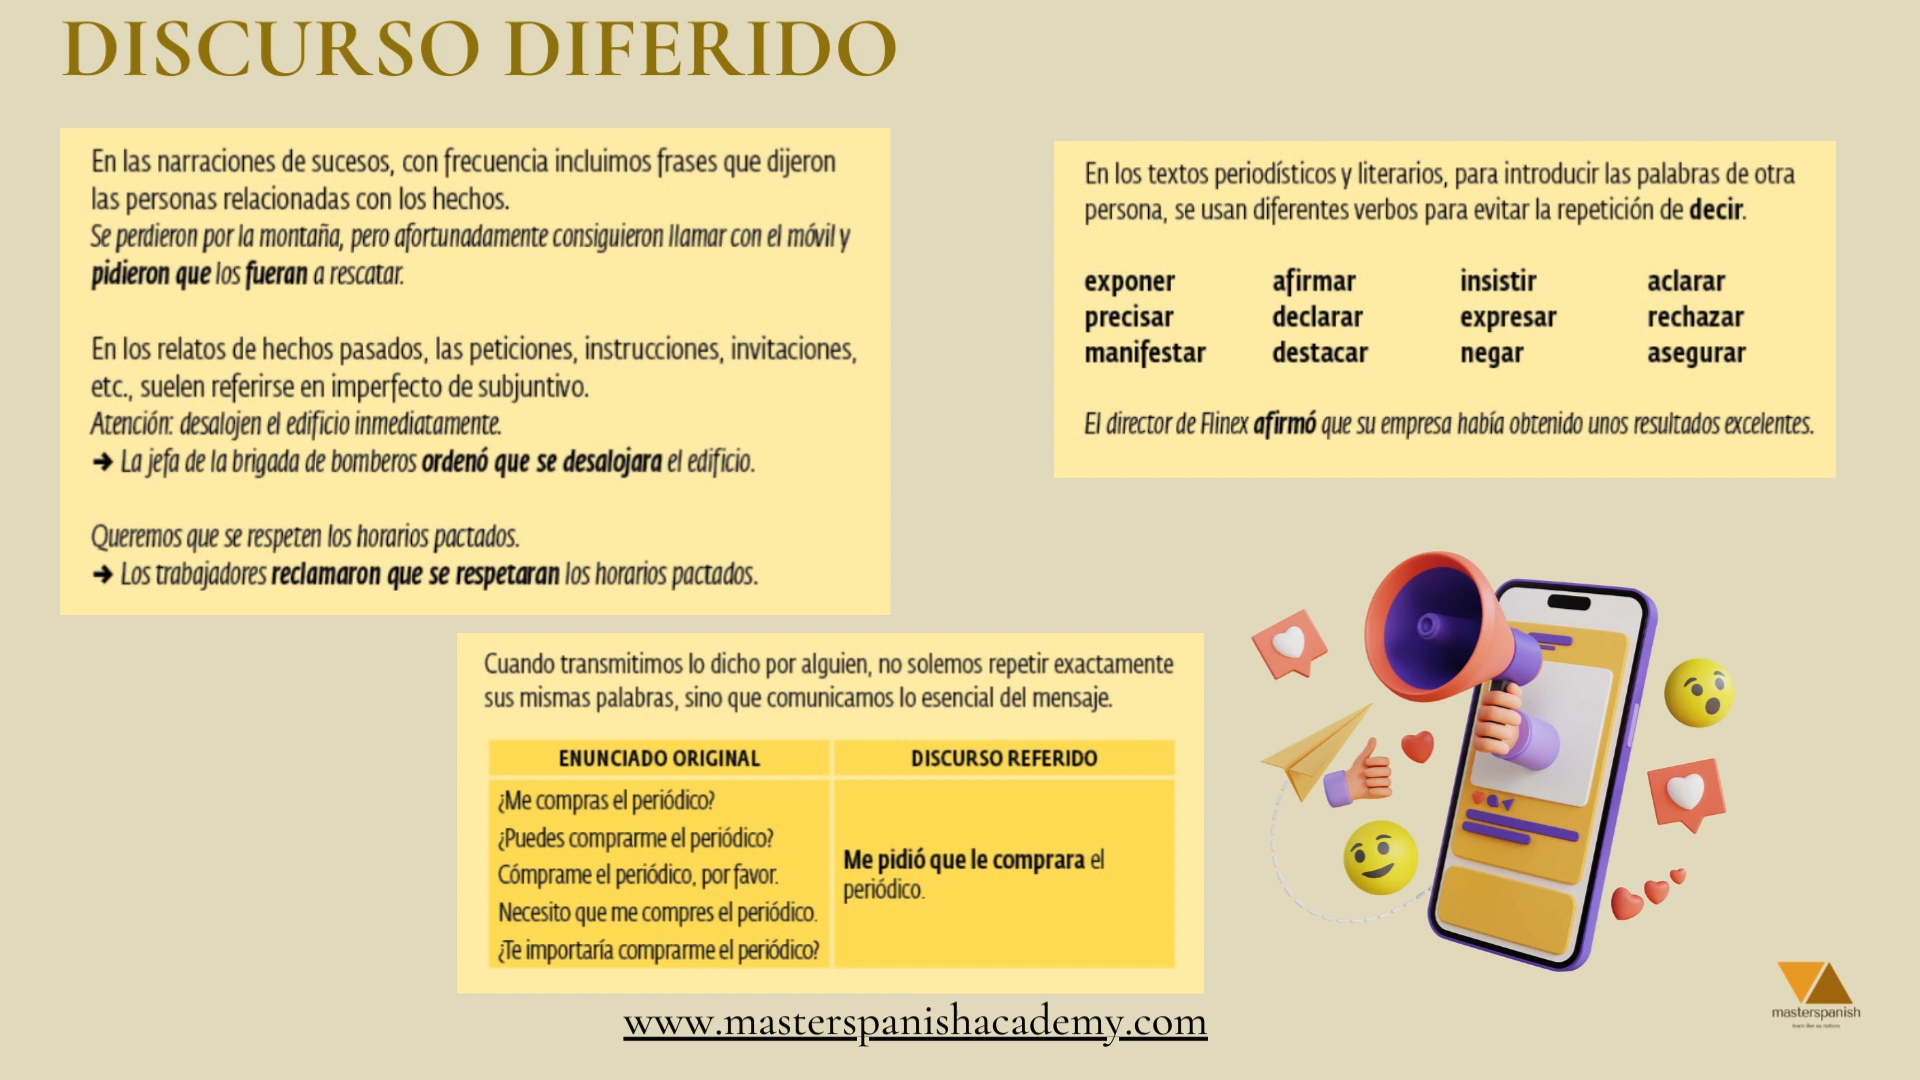 DISCURSO DIFERIDO
En las narraciones de sucesos, con frecuencia incluimos frases que dijeron
las personas relacionadas con los hechos.
Se perdieron por la montaña, pero afortunadamente consiguieron llamar con el móvil y
pidieron que los fueran a rescatar.
En los relatos de hechos pasados, las peticiones, instrucciones, invitaciones,
etc., suelen referirse en imperfecto de subjuntivo.
Atención: desalojen el edificio inmediatamente.
➔ La jefa de la brigada de bomberos ordenó que se desalojara el edificio.
Queremos que se respeten los horarios pactados.
➔ Los trabajadores reclamaron que se respetaran los horarios pactados.
En los textos periodísticos y literarios, para introducir las palabras de otra
persona, se usan diferentes verbos para evitar la repetición de decir.
exponer afirmar insistir aclarar
precisar declarar expresar rechazar
manifestar destacar negar asegurar
El director de Flinex afirmó que su empresa había obtenido unos resultados excelentes.
Cuando transmitimos lo dicho por alguien, no solemos repetir exactamente
sus mismas palabras, sino que comunicamos lo esencial del mensaje.
ENUNCIADO ORIGINAL DISCURSO REFERIDO
¿Me compras el periódico?
¿Puedes comprarme el periódico?
Cómprame el periódico, por favor.
Necesito que me compres el periódico.
¿Te importaría comprarme el periódico?
Me pidió que le comprara el
periódico.
www.masterspanishacademy.com
masterspanish